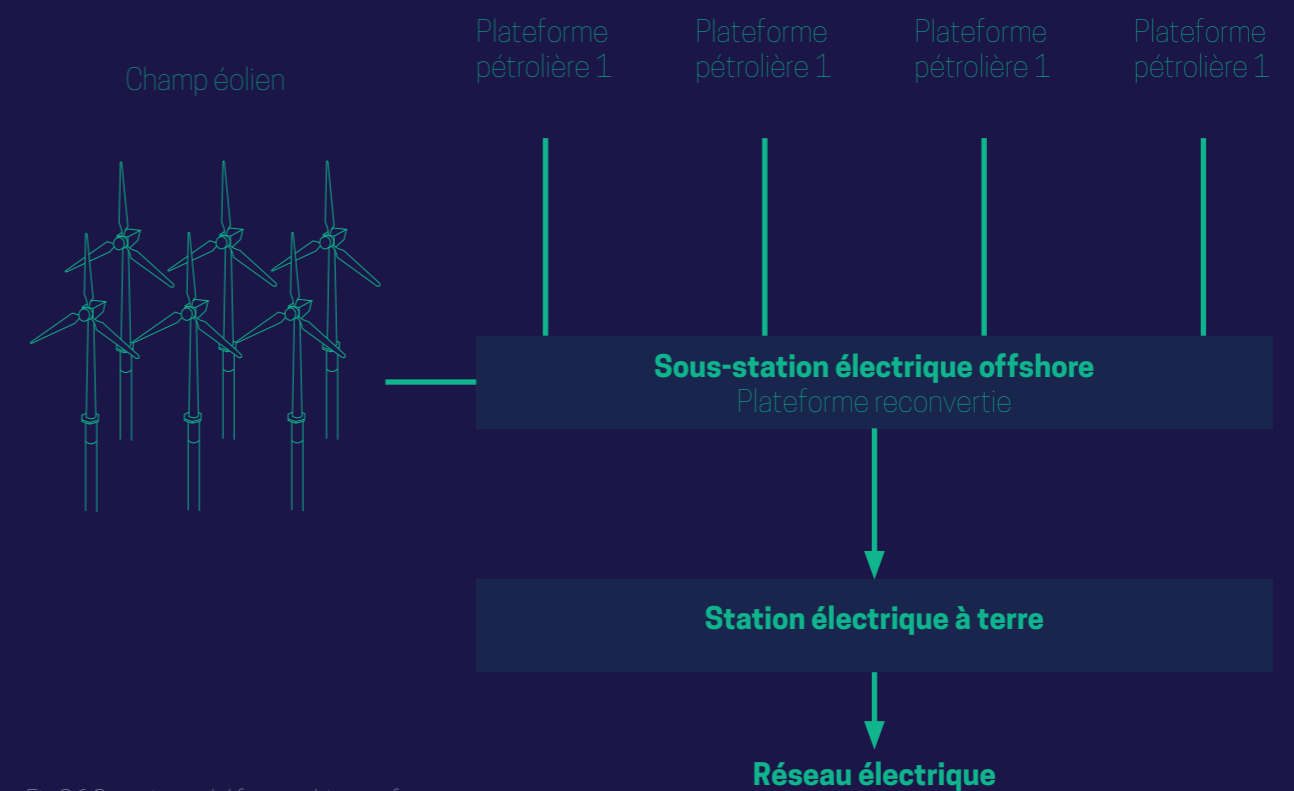 Champ éolien
Plateforme
pétrolière 1
Plateforme
pétrolière 1
Plateforme
pétrolière 1
Plateforme
pétrolière 1
Sous-station électrique offshore
Plateforme reconvertie
Station électrique à terre
Réseau électrique